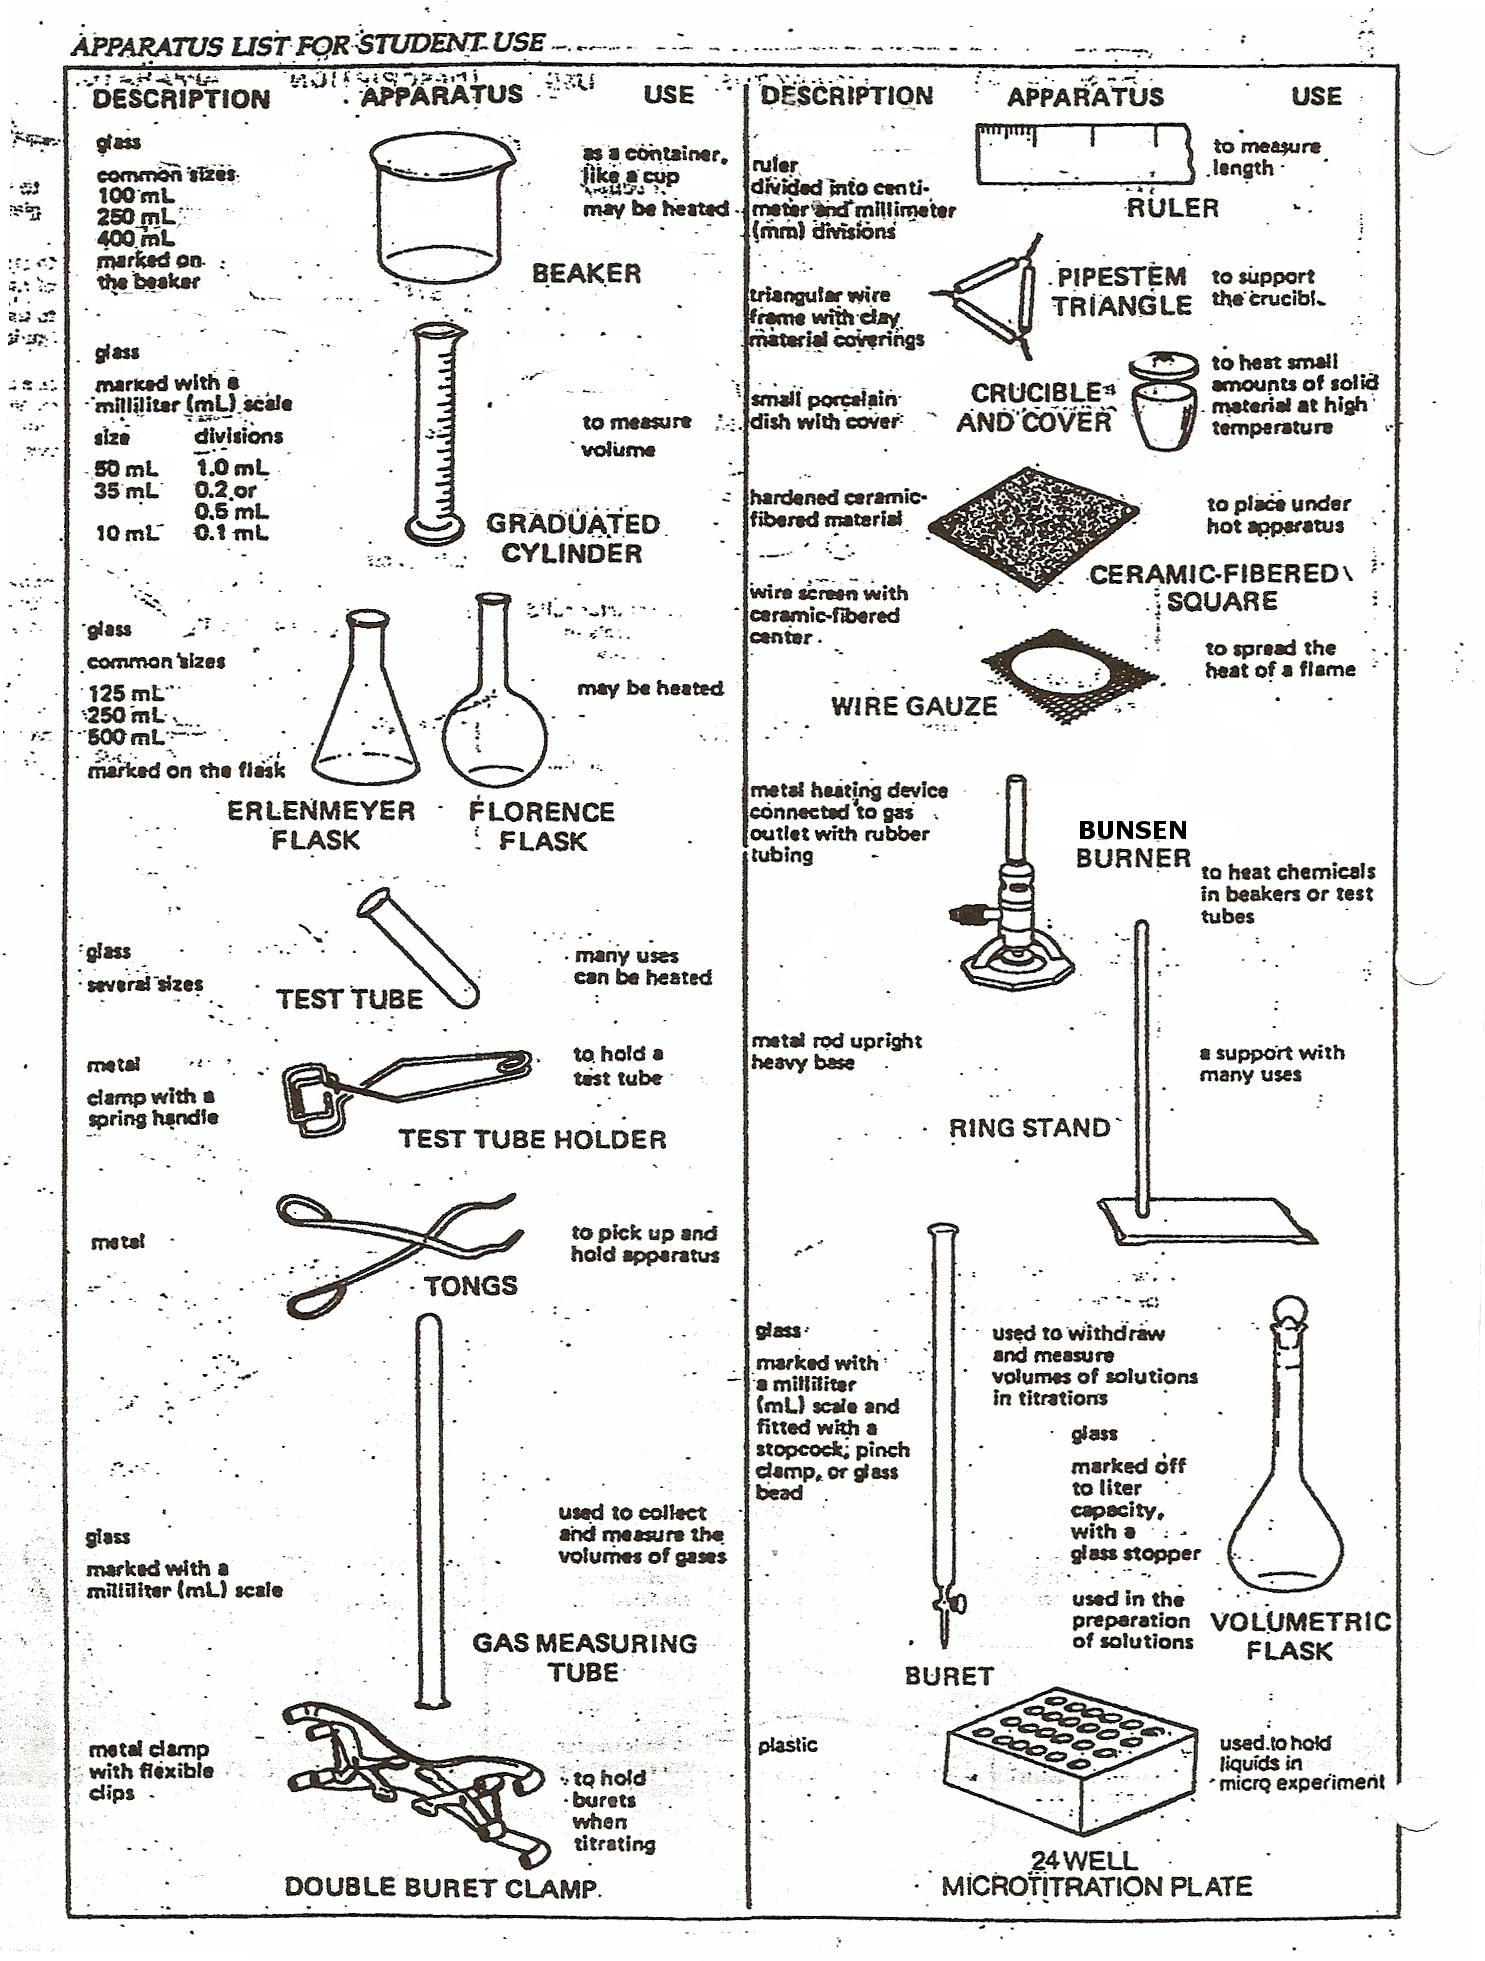 APPARATUS LIST FOR STUDENT USE
DESCRIPTION APPARATUS USE
glass
common sizes
100 mL
250 mL
400 mL
marked on
the beaker
as a container,
like a cup
may be heated
BEAKER
glass
marked with a
milliliter (mL) scale
size divisions
50 mL 1.0 mL
35 mL 0.2 or
0.5 mL
10 mL 0.1 mL
to measure
volume
GRADUATED
CYLINDER
glass
common sizes
125 mL
250 mL
500 mL
marked on the flask
may be heated
ERLENMEYER
FLASK
FLORENCE
FLASK
glass
several sizes
many uses
can be heated
TEST TUBE
metal
clamp with a
spring handle
to hold a
test tube
TEST TUBE HOLDER
metal
to pick up and
hold apparatus
TONGS
glass
marked with a
milliliter (mL) scale
used to collect
and measure the
volumes of gases
GAS MEASURING
TUBE
metal clamp
with flexible
clips
to hold
burets
when
titrating
DOUBLE BURET CLAMP
DESCRIPTION APPARATUS USE
ruler
divided into centi-
meter and millimeter
(mm) divisions
to measure
length
RULER
triangular wire
frame with clay
material coverings
PIPESTEM
TRIANGLE
to support
the
small porcelain
dish with cover
CRUCIBLE
AND COVER
to heat small
amounts of solid
material at high
temperature
hardened ceramic-
fibered material
to place under
hot apparatus
CERAMIC-FIBERED
SQUARE
wire screen with
ceramic-fibered
center
to spread the
heat of a flame
WIRE GAUZE
metal heating device
connected to gas
outlet with rubber
tubing
BUNSEN
BURNER
to heat chemicals
in beakers or test
tubes
metal rod upright
heavy base
a support with
many uses
RING STAND
glass
marked with
a milliliter
(mL) scale and
fitted with a
stopcock, pinch
clamp, or glass
bead
used to withdraw
and measure
volumes of solutions
in titrations
BURET
glass
marked off
to liter
capacity,
with a
glass stopper
used in the
preparation
of solutions
VOLUMETRIC
FLASK
plastic
used to hold
liquids in
micro experiment
24 WELL
MICROTITRATION PLATE